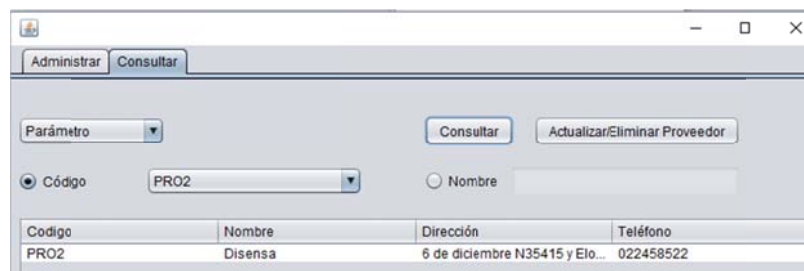 Administrar Consultar
Parámetro Consultar Actualizar/Eliminar Proveedor
Código PRO2 Nombre
Codigo Nombre Dirección Teléfono
PRO2 Disensa 6 de diciembre N35415 y Elo... 022458522